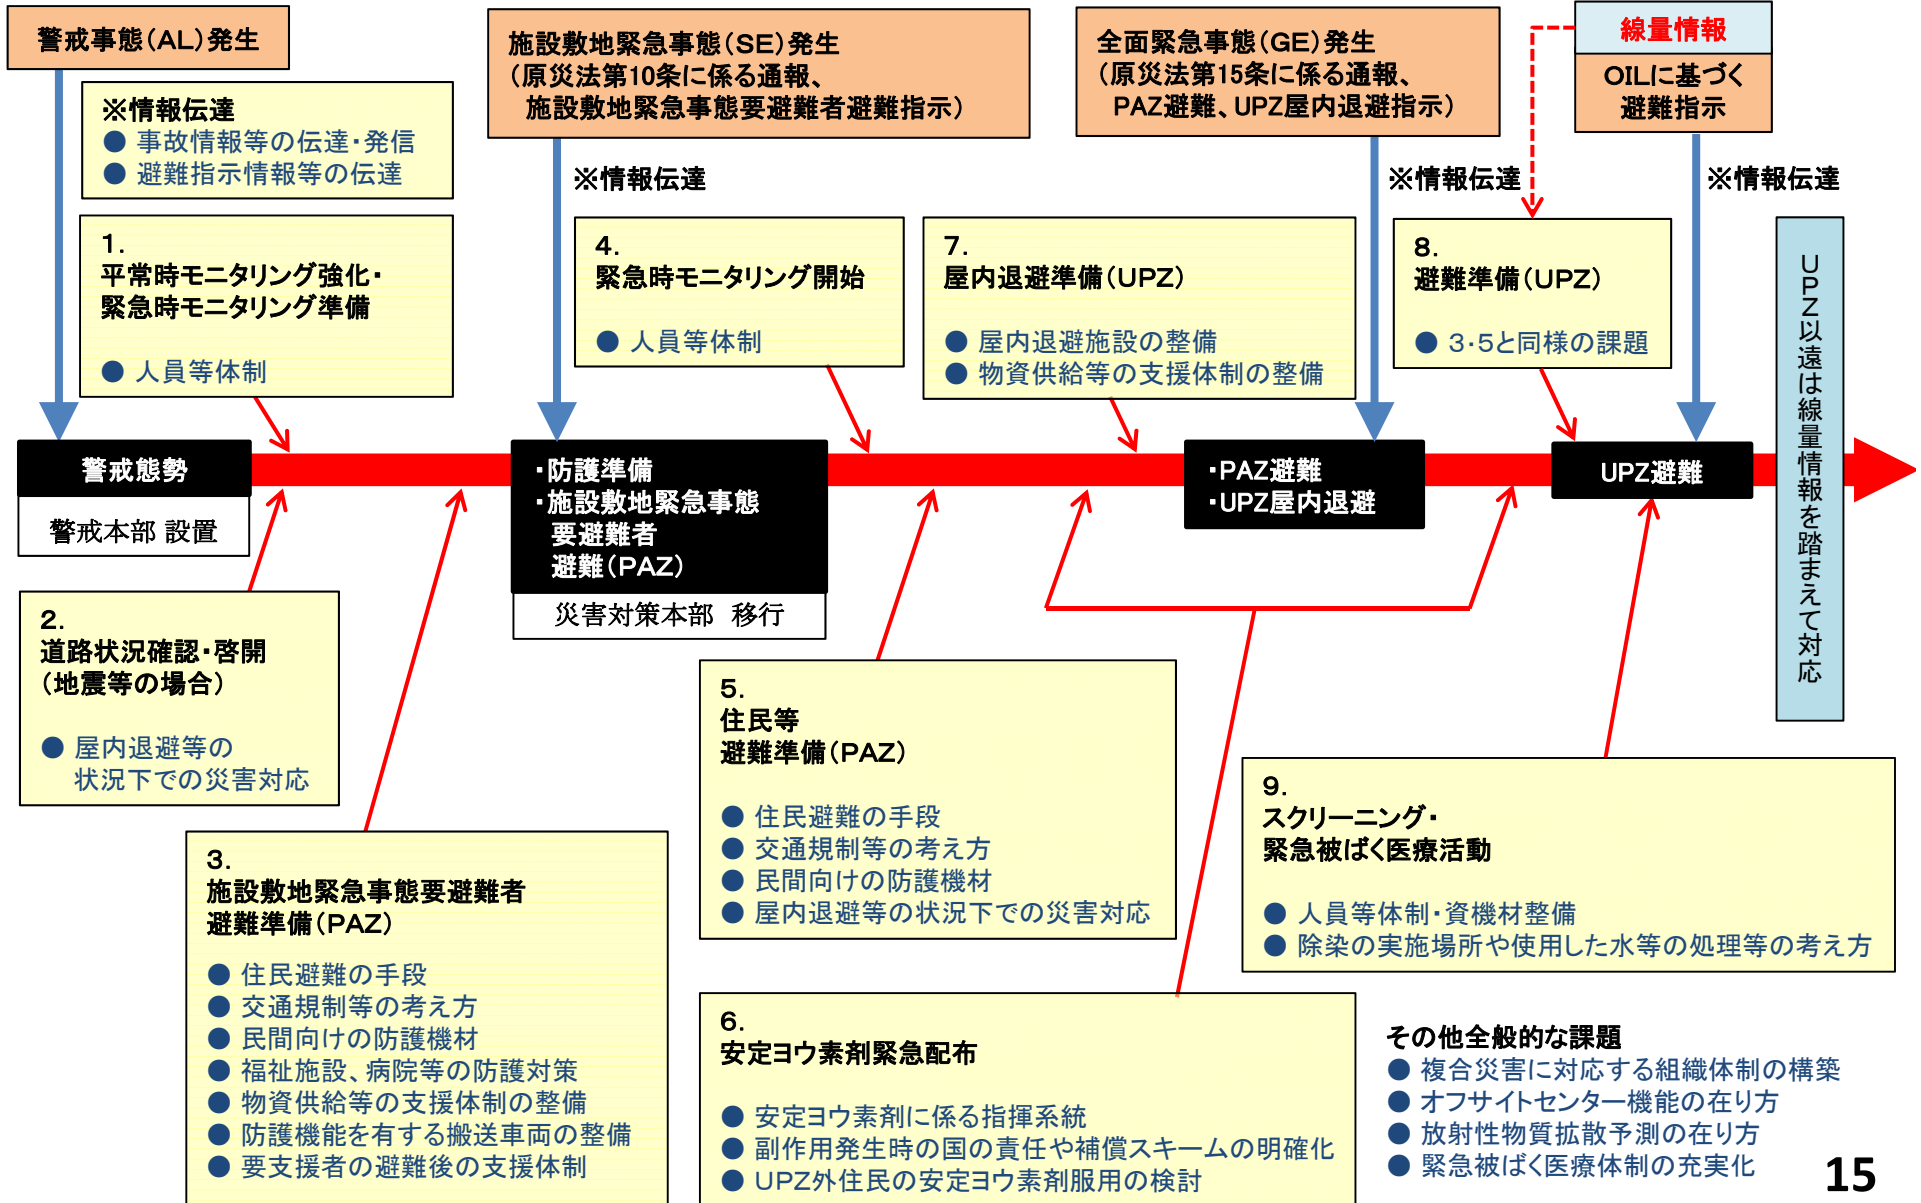 警戒事態(AL)発生
※情報伝達
● 事故情報等の伝達・発信
● 避難指示情報等の伝達
施設敷地緊急事態(SE)発生
(原災法第10条に係る通報、
施設敷地緊急事態要避難者避難指示)
全面緊急事態(GE)発生
(原災法第15条に係る通報、
PAZ避難、UPZ屋内退避指示)
線量情報
OILに基づく
避難指示
※情報伝達
※情報伝達
※情報伝達
1.
平常時モニタリング強化・
緊急時モニタリング準備
● 人員等体制
4.
緊急時モニタリング開始
● 人員等体制
7.
屋内退避準備(UPZ)
● 屋内退避施設の整備
● 物資供給等の支援体制の整備
8.
避難準備(UPZ)
● 3・5と同様の課題
UPZ以遠は線量情報を踏まえて対応
警戒態勢
警戒本部 設置
・防護準備
・施設敷地緊急事態
要避難者
避難(PAZ)
災害対策本部 移行
・PAZ避難
・UPZ屋内退避
UPZ避難
2.
道路状況確認・啓開
(地震等の場合)
● 屋内退避等の
状況下での災害対応
3.
施設敷地緊急事態要避難者
避難準備(PAZ)
● 住民避難の手段
● 交通規制等の考え方
● 民間向けの防護機材
● 福祉施設、病院等の防護対策
● 物資供給等の支援体制の整備
● 防護機能を有する搬送車両の整備
● 要支援者の避難後の支援体制
5.
住民等
避難準備(PAZ)
● 住民避難の手段
● 交通規制等の考え方
● 民間向けの防護機材
● 屋内退避等の状況下での災害対応
6.
安定ヨウ素剤緊急配布
● 安定ヨウ素剤に係る指揮系統
● 副作用発生時の国の責任や補償スキームの明確化
● UPZ外住民の安定ヨウ素剤服用の検討
9.
スクリーニング・
緊急被ばく医療活動
● 人員等体制・資機材整備
● 除染の実施場所や使用した水等の処理等の考え方
その他全般的な課題
● 複合災害に対応する組織体制の構築
● オフサイトセンター機能の在り方
● 放射性物質拡散予測の在り方
● 緊急被ばく医療体制の充実化
15